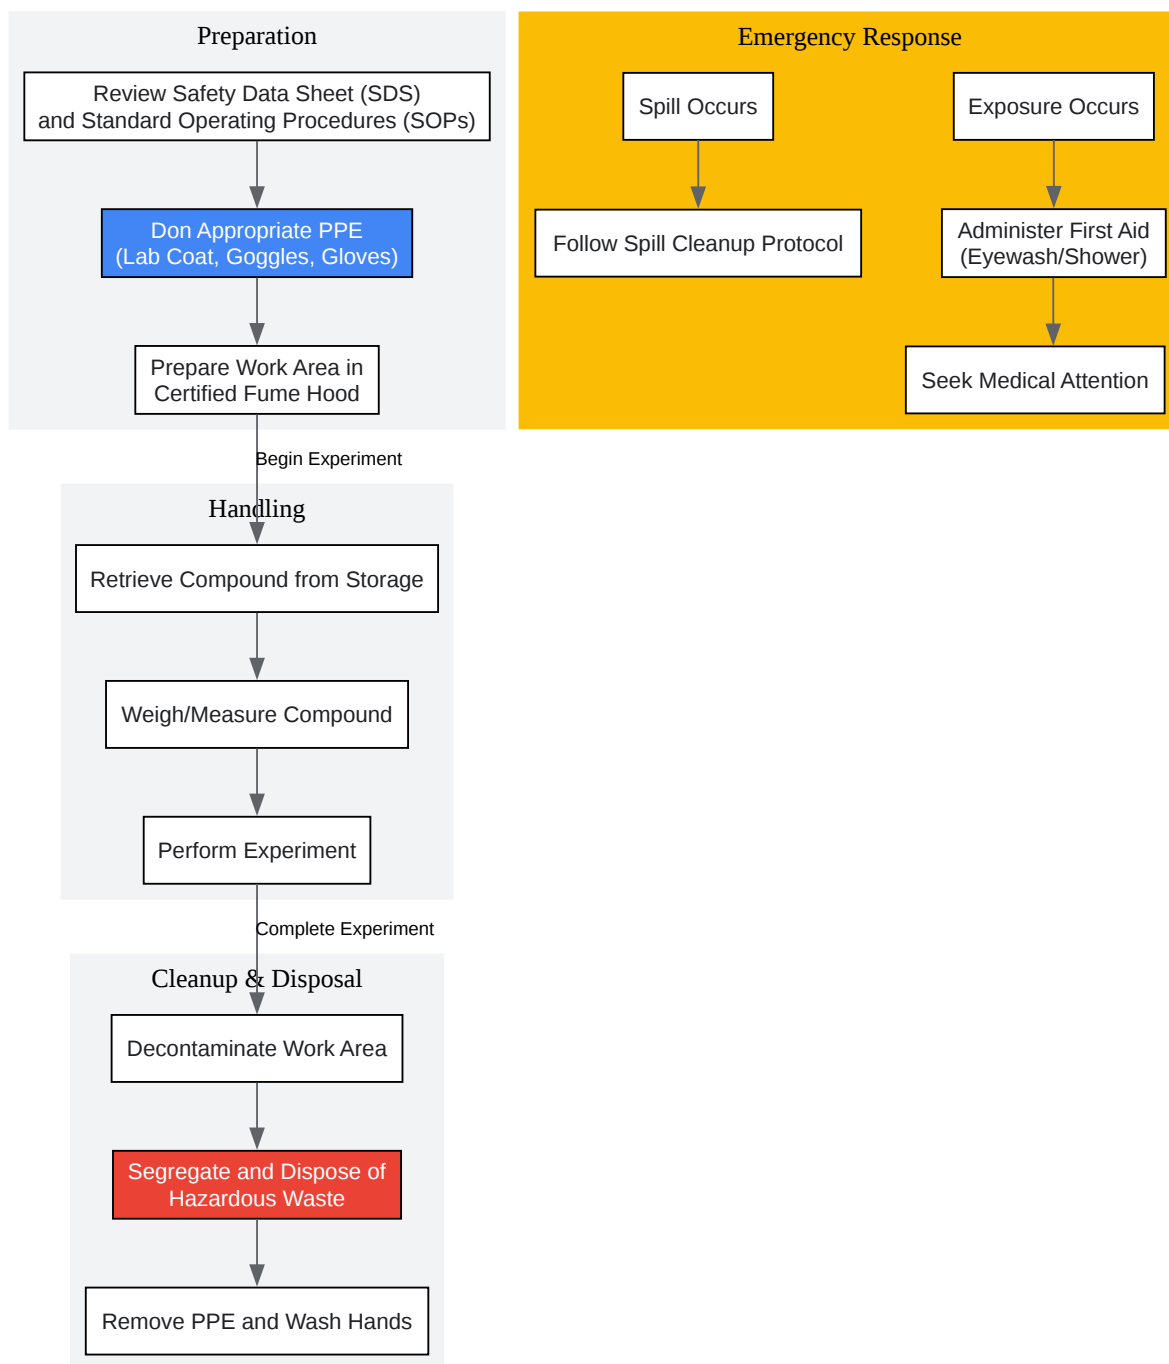 Preparation
Review Safety Data Sheet (SDS)
and Standard Operating Procedures (SOPs)
Don Appropriate PPE
(Lab Coat, Goggles, Gloves)
Prepare Work Area in
Certified Fume Hood
Begin Experiment
Handling
Retrieve Compound from Storage
Weigh/Measure Compound
Perform Experiment
Complete Experiment
Cleanup & Disposal
Decontaminate Work Area
Segregate and Dispose of
Hazardous Waste
Remove PPE and Wash Hands
Emergency Response
Spill Occurs
Follow Spill Cleanup Protocol
Exposure Occurs
Administer First Aid
(Eyewash/Shower)
Seek Medical Attention